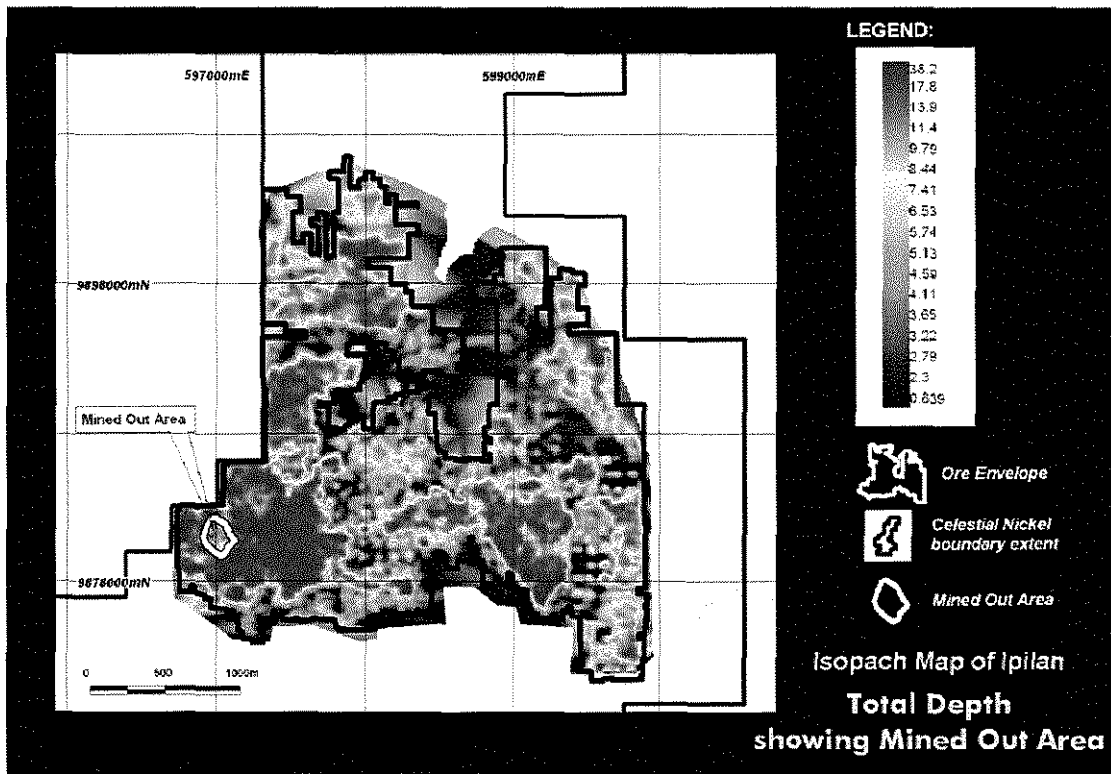 LEGEND:
597000mE
599000mE
38.2
17.8
13.9
11.4
9.79
8.44
7.41
6.53
5.74
5.13
4.59
4.11
3.65
3.22
2.79
2.3
0.839
9898000mN
Mined Out Area
9878000mN
0 500 1000m
Ore Envelope
Celestial Nickel
boundary extent
Mined Out Area
Isopach Map of Ipilan
Total Depth
showing Mined Out Area